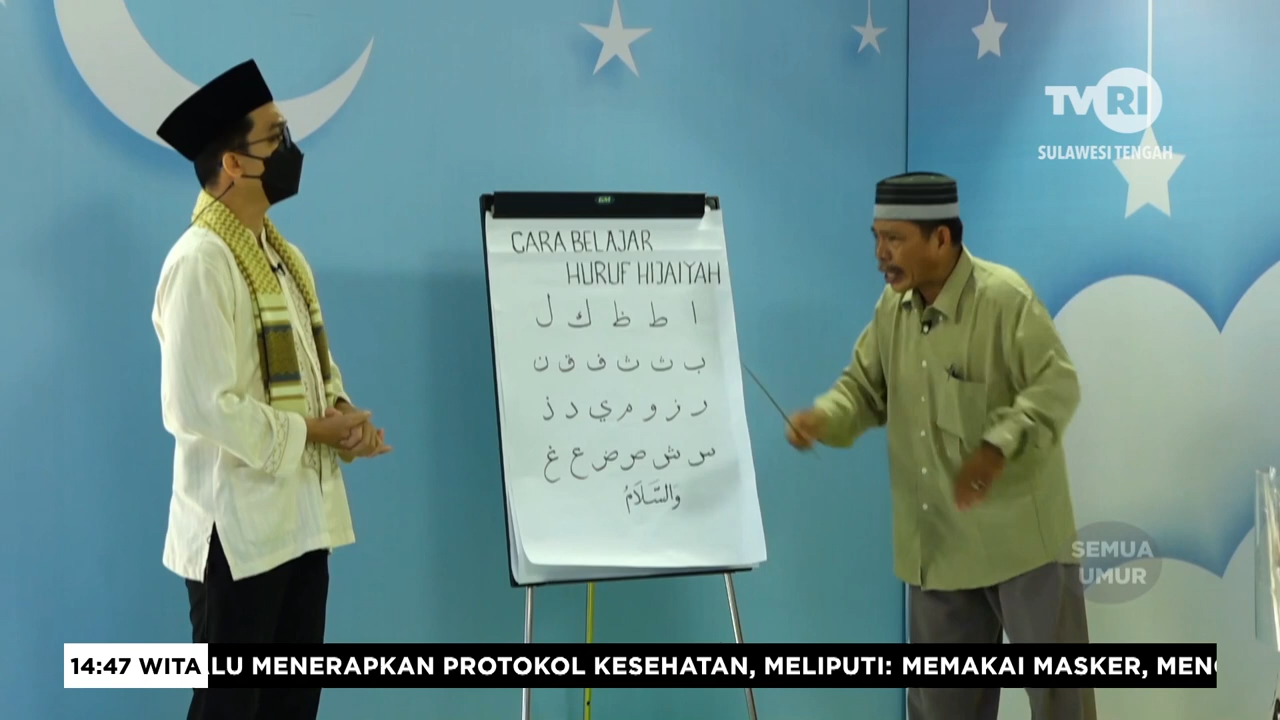 TVRI
SULAWESI TENGAH
CARA BELAJAR
HURUF HIJAIYAH
ا ط ظ ك ل
ب ث ث ف ق ن
ر ز و م ي د ذ
س ش ص ض ع غ
وَالسَّلَامُ
SEMUA
UMUR
14:47 WITA LU MENERAPKAN PROTOKOL KESEHATAN, MELIPUTI: MEMAKAI MASKER, MENC